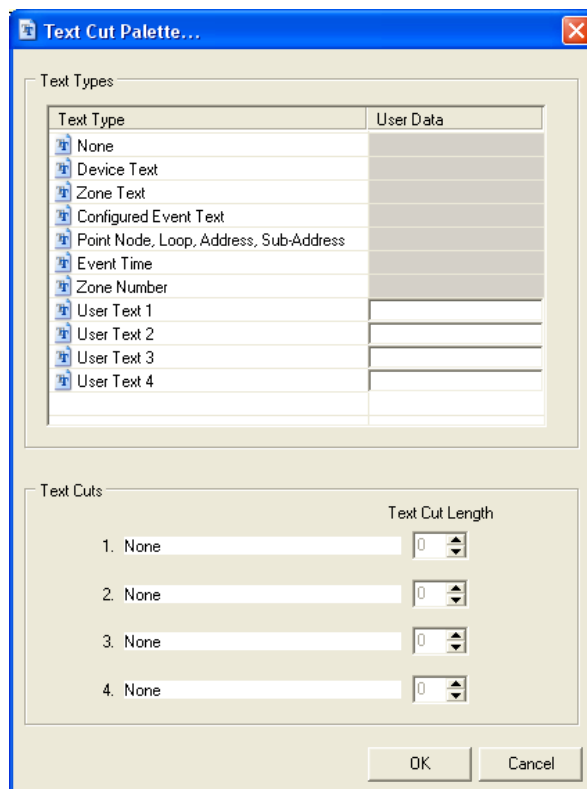 Text Cut Palette...
Text Types
Text Type User Data
None
Device Text
Zone Text
Configured Event Text
Point Node, Loop, Address, Sub-Address
Event Time
Zone Number
User Text 1
User Text 2
User Text 3
User Text 4
Text Cuts
Text Cut Length
1. None 0
2. None 0
3. None 0
4. None 0
OK Cancel